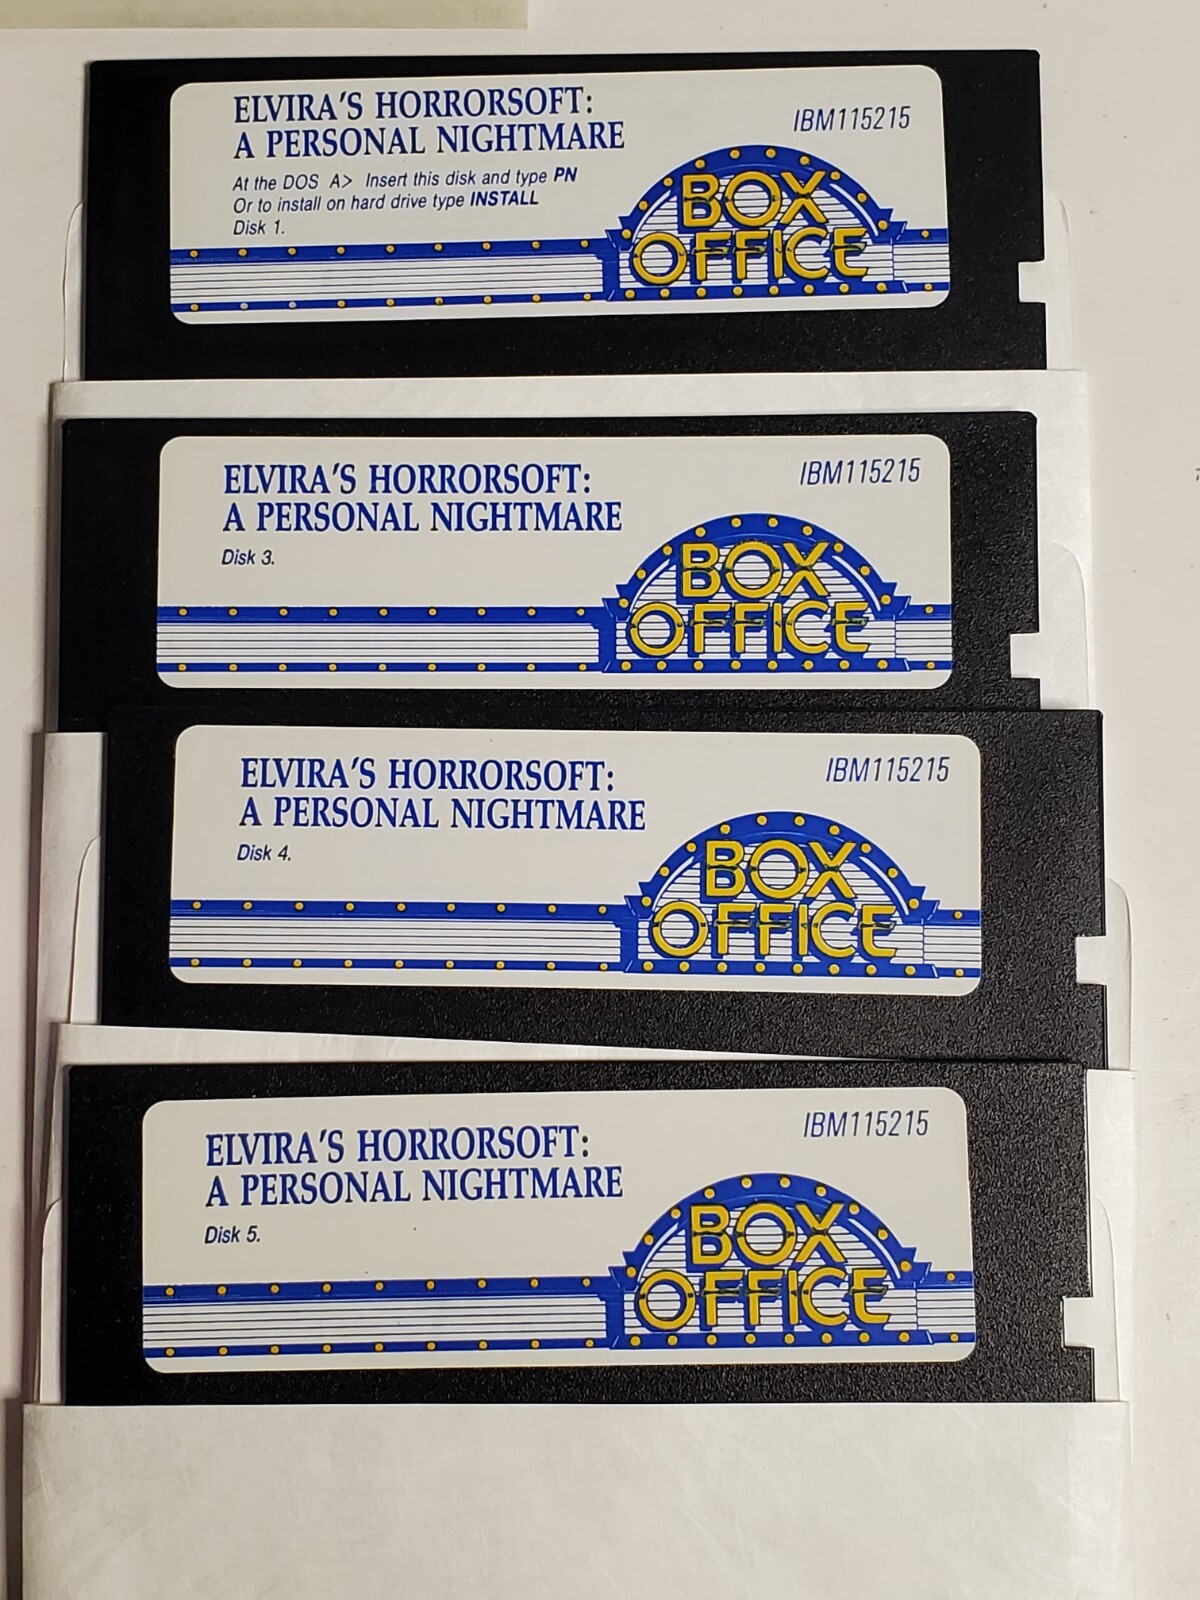 ELVIRA'S HORRORSOFT:
A PERSONAL NIGHTMARE
IBM115215
At the DOS A> Insert this disk and type PN
Or to install on hard drive type INSTALL
Disk 1.
BOX
OFFICE
ELVIRA'S HORRORSOFT:
A PERSONAL NIGHTMARE
IBM115215
Disk 3.
BOX
OFFICE
ELVIRA'S HORRORSOFT:
A PERSONAL NIGHTMARE
IBM115215
Disk 4.
BOX
OFFICE
ELVIRA'S HORRORSOFT:
A PERSONAL NIGHTMARE
IBM115215
Disk 5.
BOX
OFFICE